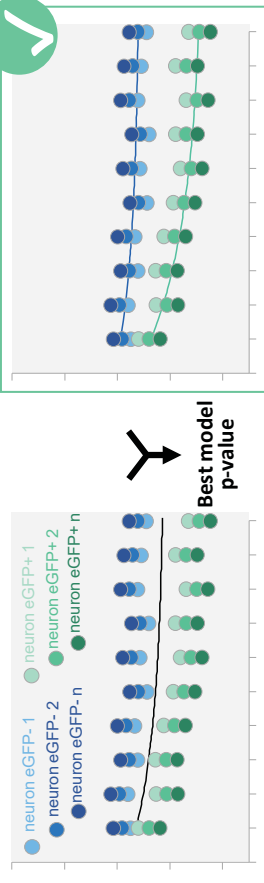 neuron eGFP- 1
neuron eGFP- 2
neuron eGFP- n
neuron eGFP+ 1
neuron eGFP+ 2
neuron eGFP+ n
Best model
p-value